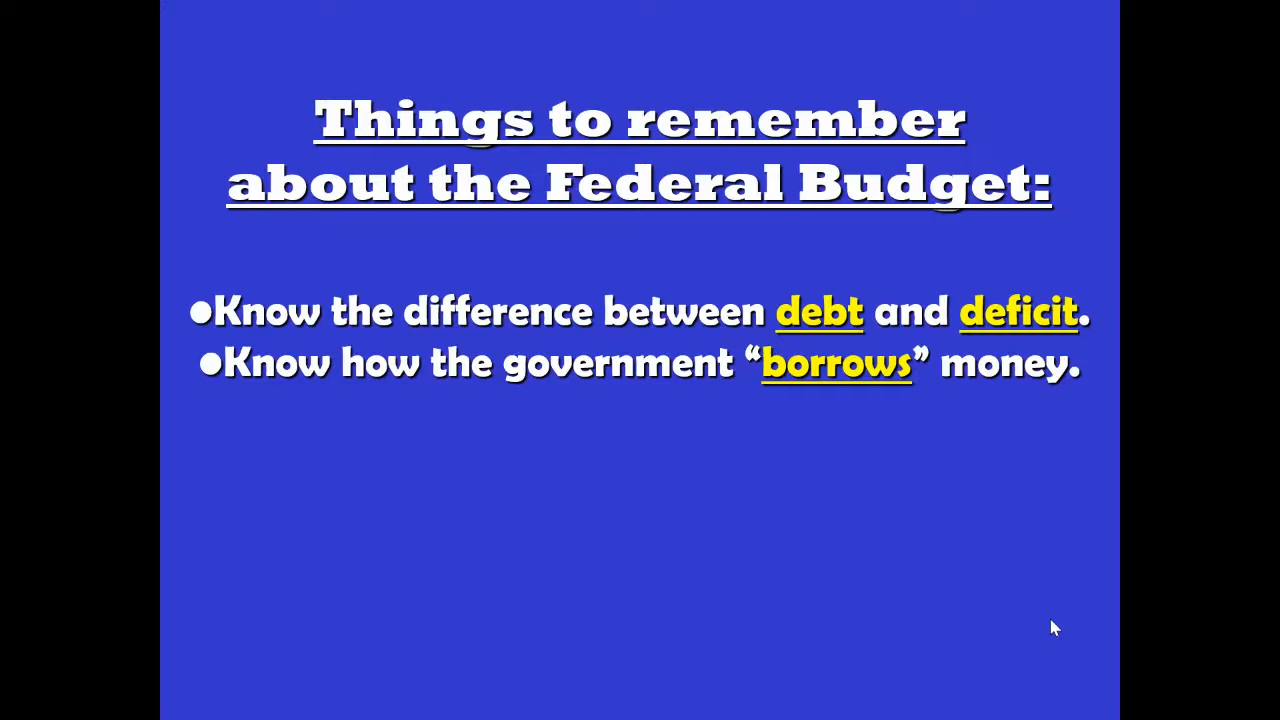 Things to remember
about the Federal Budget:
•Know the difference between debt and deficit.
•Know how the government “borrows” money.